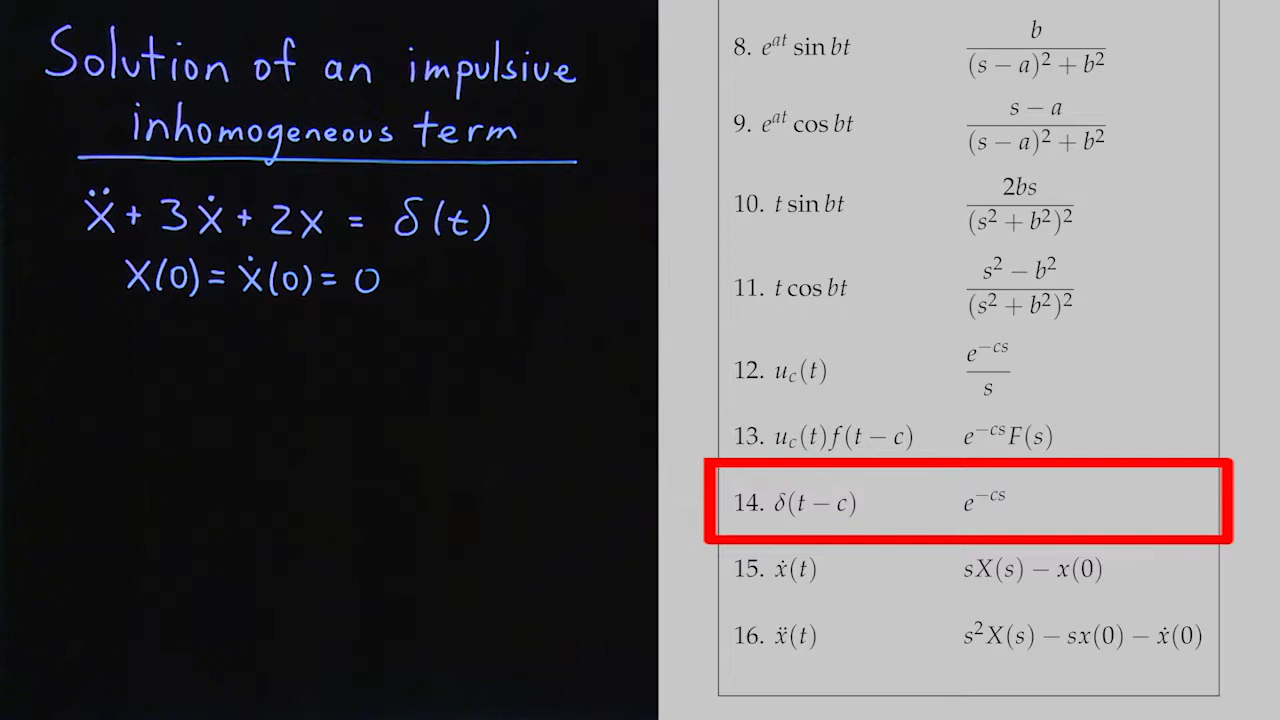 Solution of an impulsive
inhomogeneous term
ẍ + 3ẋ + 2x = δ(t)
x(0) = ẋ(0) = 0
8. e^{at} sin bt  b/((s − a)² + b²)
9. e^{at} cos bt  (s − a)/((s − a)² + b²)
10. t sin bt  2bs/(s² + b²)²
11. t cos bt  (s² − b²)/(s² + b²)²
12. u_c(t)  e^{−cs}/s
13. u_c(t)f(t − c)  e^{−cs}F(s)
14. δ(t − c)  e^{−cs}
15. ẋ(t)  sX(s) − x(0)
16. ẍ(t)  s²X(s) − sx(0) − ẋ(0)